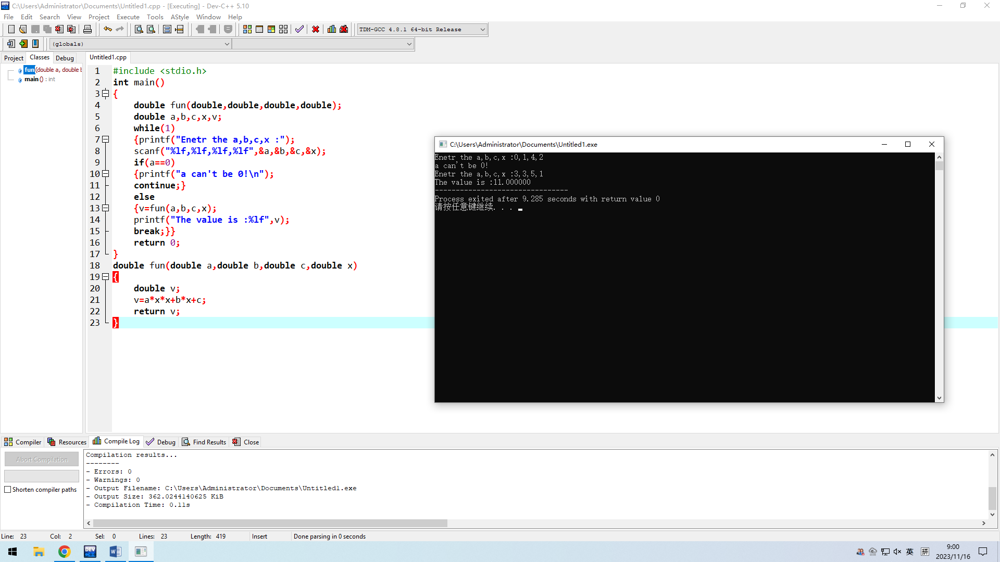 C:\Users\Administrator\Documents\Untitled1.cpp - [Executing] - Dev-C++ 5.10
File Edit Search View Project Execute Tools AStyle Window Help
TDM-GCC 4.8.1 64-bit Release
(globals)
Project Classes Debug
Untitled1.cpp
fun (double a, double b
main () : int
1 #include <stdio.h>
2 int main()
3 {
4 double fun(double,double,double,double);
5 double a,b,c,x,v;
6 while(1)
7 {printf("Enetr the a,b,c,x :");
8 scanf("%lf,%lf,%lf,%lf",&a,&b,&c,&x);
9 if(a==0)
10 {printf("a can't be 0!\n");
11 continue;}
12 else
13 {v=fun(a,b,c,x);
14 printf("The value is :%lf",v);
15 break;}}
16 return 0;
17 }
18 double fun(double a,double b,double c,double x)
19 {
20 double v;
21 v=a*x*x+b*x+c;
22 return v;
23 }
C:\Users\Administrator\Documents\Untitled1.exe
Enetr the a,b,c,x :0,1,4,2
a can't be 0!
Enetr the a,b,c,x :3,3,5,1
The value is :11.000000
--------------------------------
Process exited after 9.285 seconds with return value 0
请按任意键继续. . .
Compiler Resources Compile Log Debug Find Results Close
Abort Compilation
Shorten compiler paths
Compilation results...
--------
- Errors: 0
- Warnings: 0
- Output Filename: C:\Users\Administrator\Documents\Untitled1.exe
- Output Size: 362.0244140625 KiB
- Compilation Time: 0.11s
Line: 23 Col: 2 Sel: 0 Lines: 23 Length: 419 Insert Done parsing in 0 seconds
英 拼
9:00
2023/11/16